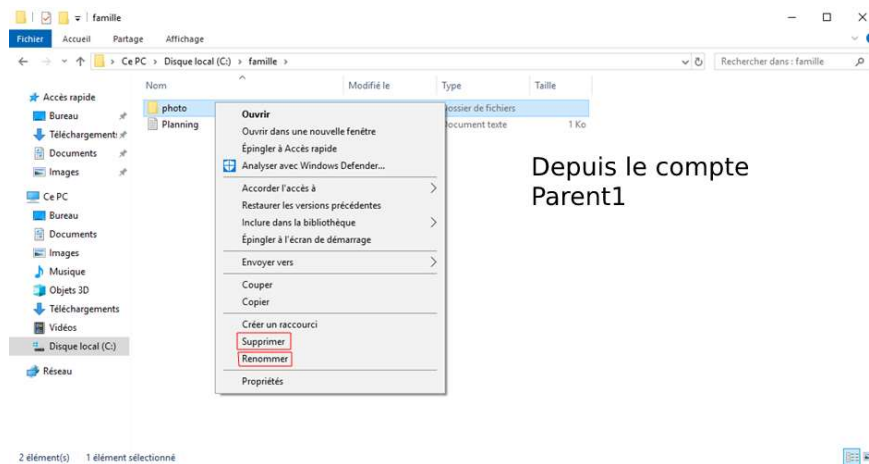 famille
Fichier Accueil Partage Affichage
Ce PC > Disque local (C:) > famille >
Rechercher dans : famille
Nom Modifié le Type Taille
Accès rapide
Bureau
Téléchargement:
Documents
Images
Ce PC
Bureau
Documents
Images
Musique
Objets 3D
Téléchargements
Vidéos
Disque local (C:)
Réseau
photo
Dossier de fichiers
Planning
Document texte 1 Ko
Ouvrir
Ouvrir dans une nouvelle fenêtre
Épingler à Accès rapide
Analyser avec Windows Defender...
Accorder l'accès à
Restaurer les versions précédentes
Inclure dans la bibliothèque
Épingler à l'écran de démarrage
Envoyer vers
Couper
Copier
Créer un raccourci
Supprimer
Renommer
Propriétés
Depuis le compte
Parent1
2 élément(s) 1 élément sélectionné